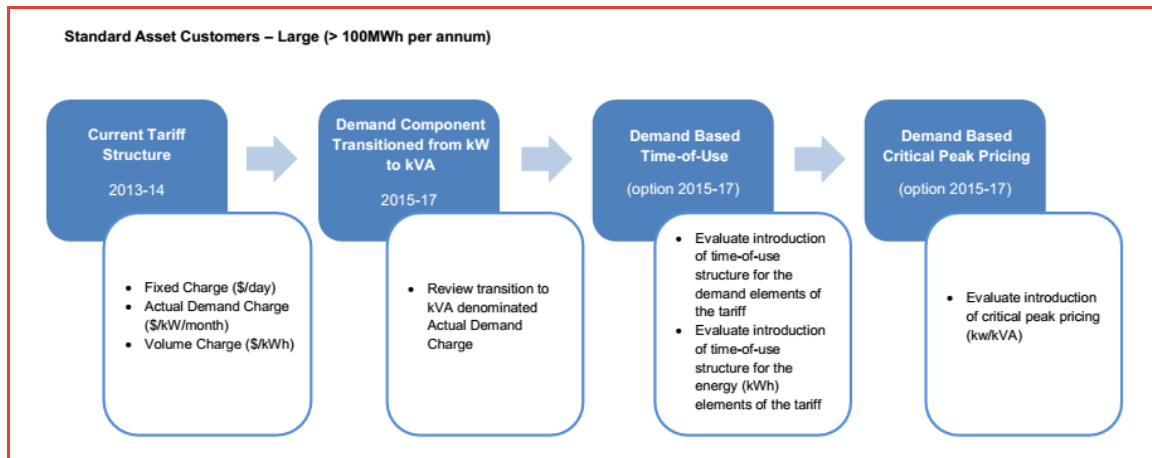 Standard Asset Customers – Large (> 100MWh per annum)
Current Tariff
Structure
2013-14
• Fixed Charge ($/day)
• Actual Demand Charge
($/kW/month)
• Volume Charge ($/kWh)
Demand Component
Transitioned from kW
to kVA
2015-17
• Review transition to
kVA denominated
Actual Demand
Charge
Demand Based
Time-of-Use
(option 2015-17)
• Evaluate introduction
of time-of-use
structure for the
demand elements of
the tariff
• Evaluate introduction
of time-of-use
structure for the
energy (kWh)
elements of the tariff
Demand Based
Critical Peak Pricing
(option 2015-17)
• Evaluate introduction
of critical peak pricing
(kw/kVA)